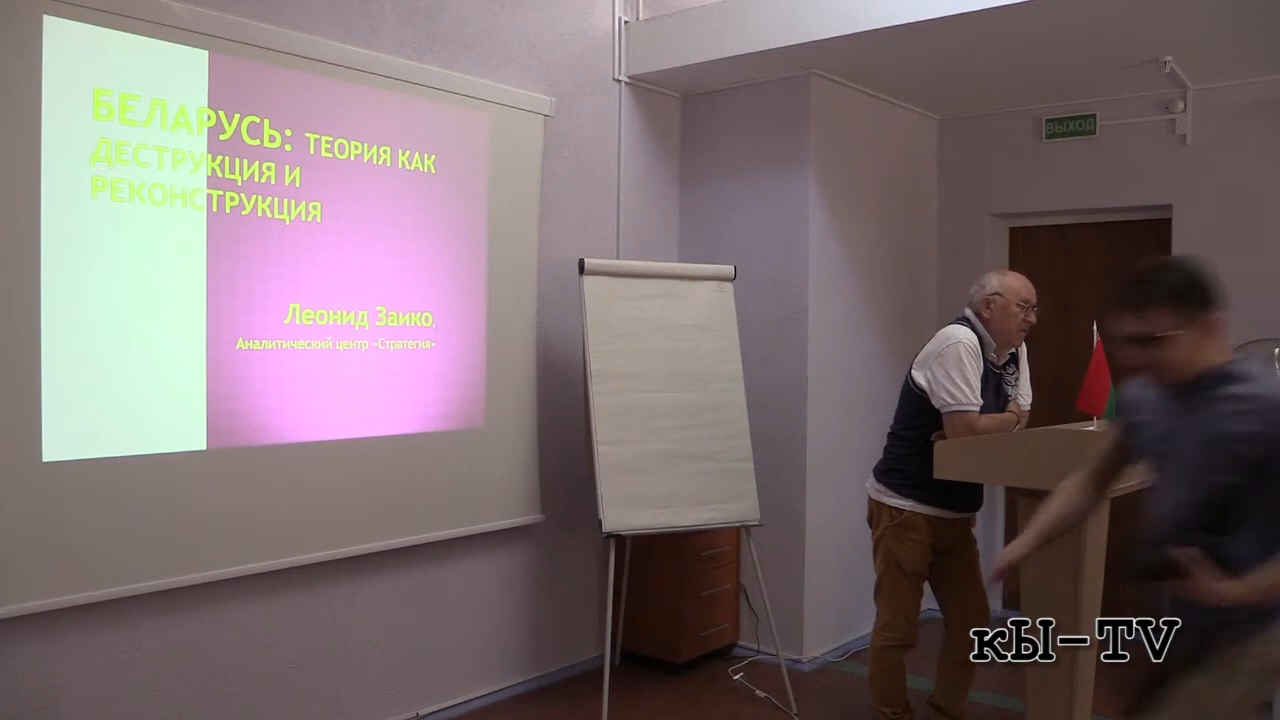 БЕЛАРУСЬ: ТЕОРИЯ КАК
ДЕСТРУКЦИЯ И
РЕКОНСТРУКЦИЯ
Леонид Заико,
Аналитический центр «Стратегия»
ВЫХОД
кЫ-TV